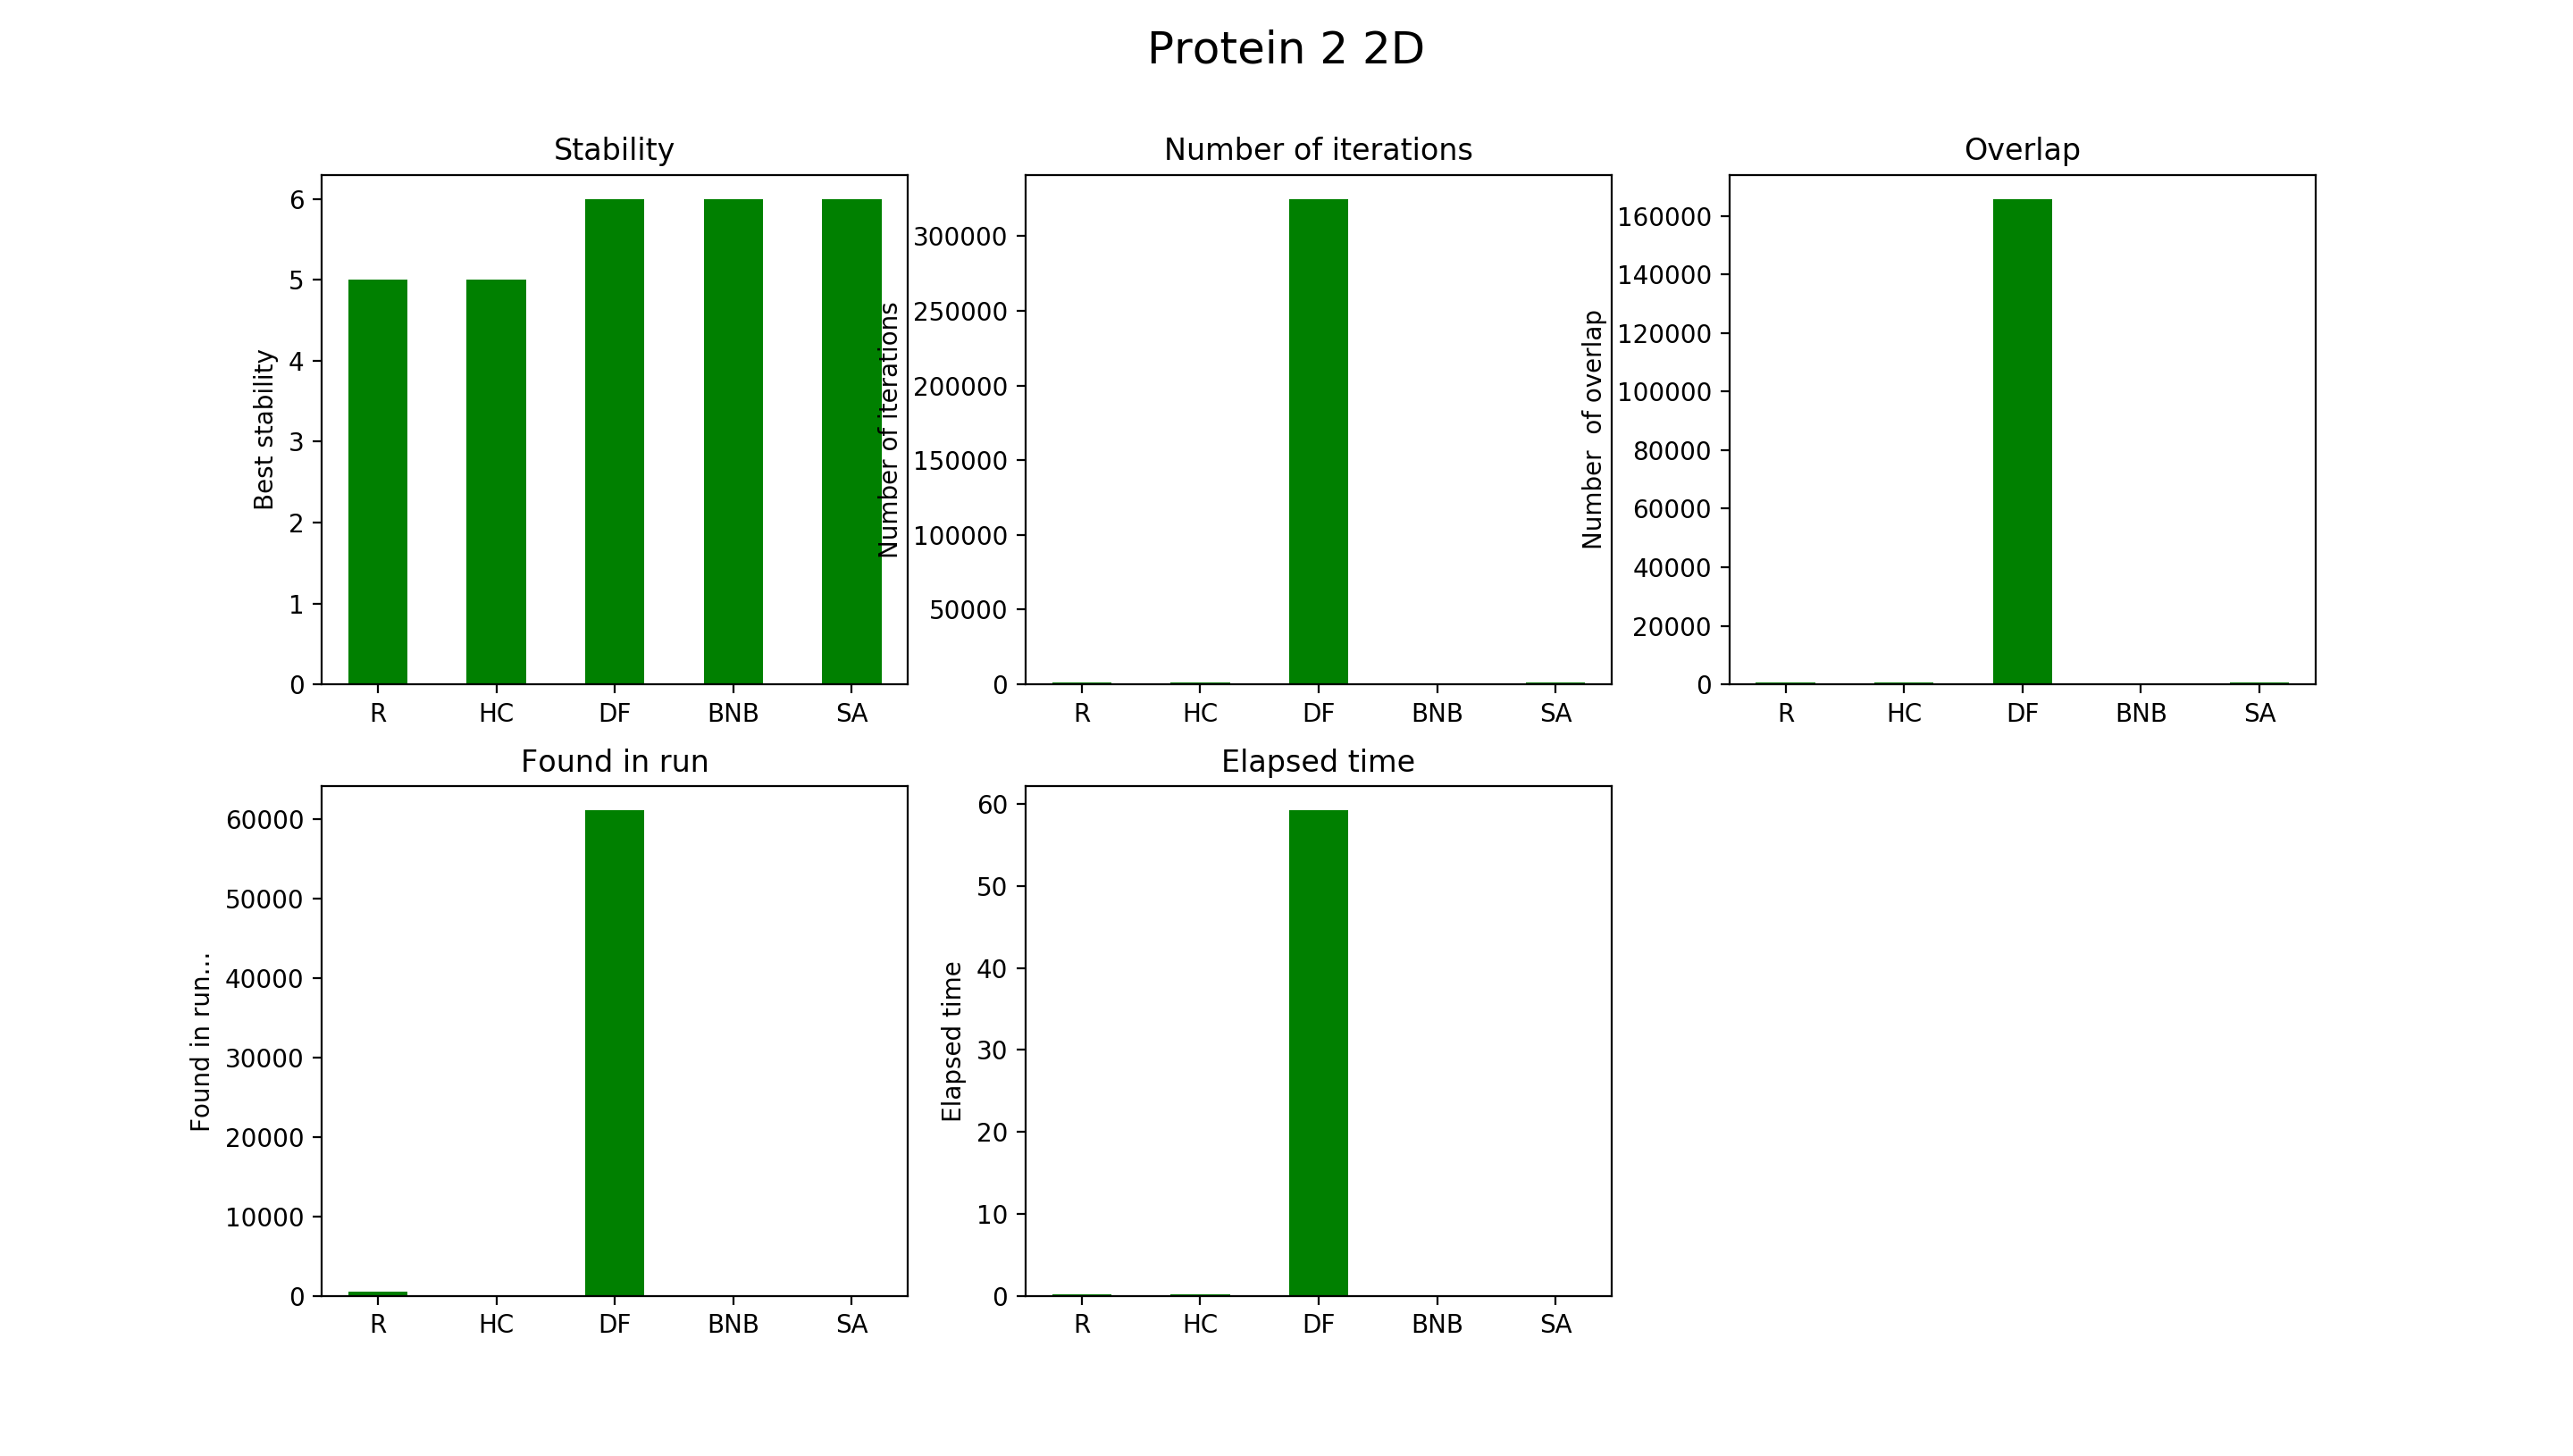 Protein 2 2D
Stability
Best stability
6
5
4
3
2
1
0
R HC DF BNB SA
Number of iterations
Number of iterations
300000
250000
200000
150000
100000
50000
0
R HC DF BNB SA
Overlap
Number of overlap
160000
140000
120000
100000
80000
60000
40000
20000
0
R HC DF BNB SA
Found in run
Found in run...
60000
50000
40000
30000
20000
10000
0
R HC DF BNB SA
Elapsed time
Elapsed time
60
50
40
30
20
10
0
R HC DF BNB SA